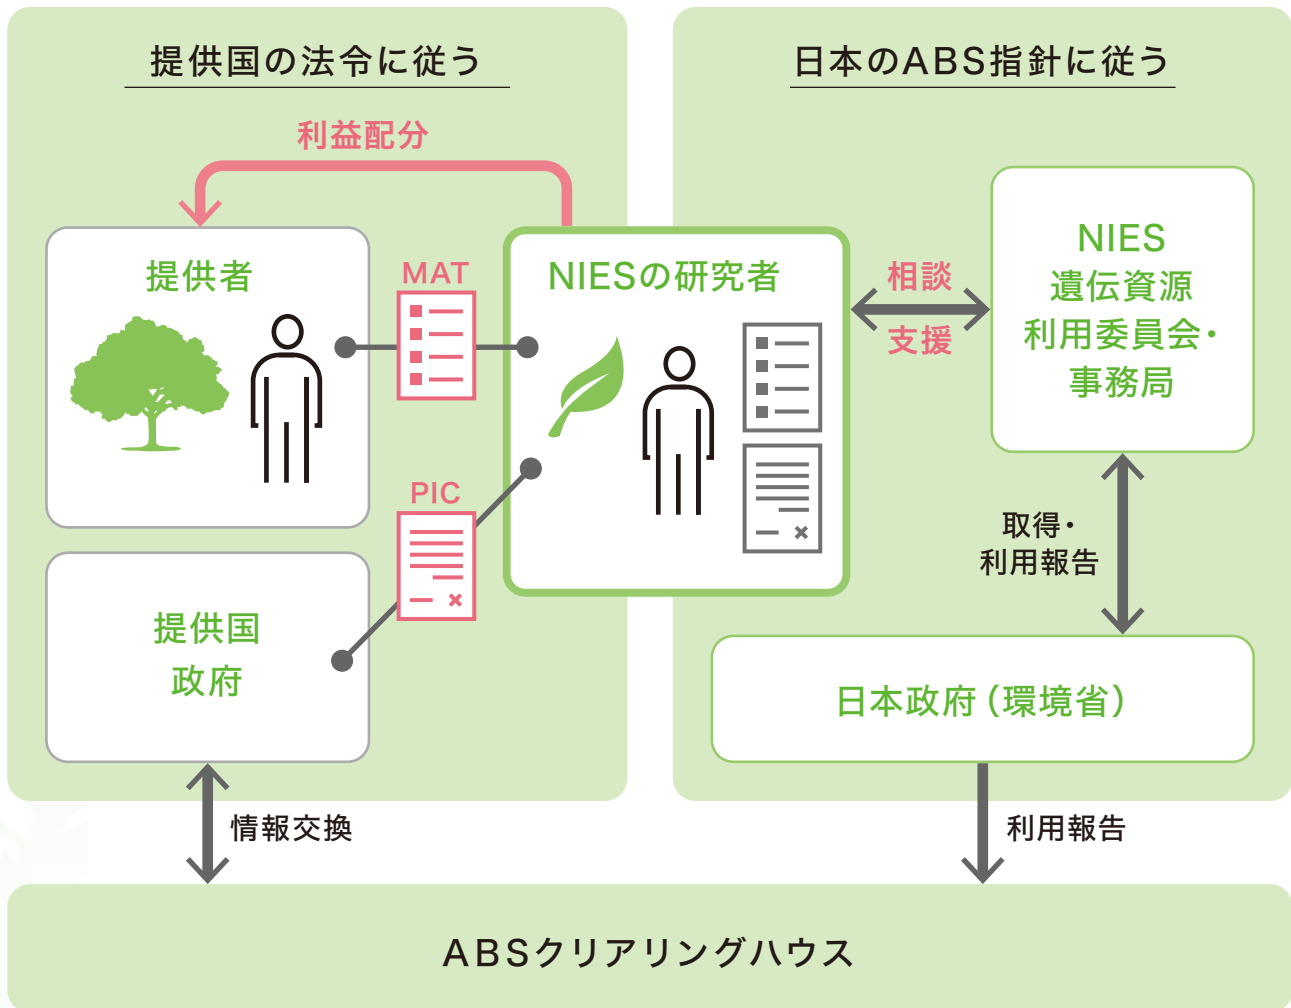 提供国の法令に従う
利益配分
提供者
MAT
NIESの研究者
PIC
提供国
政府
情報交換
日本のABS指針に従う
相談
支援
NIES
遺伝資源
利用委員会・
事務局
取得・
利用報告
日本政府（環境省）
利用報告
ABSクリアリングハウス